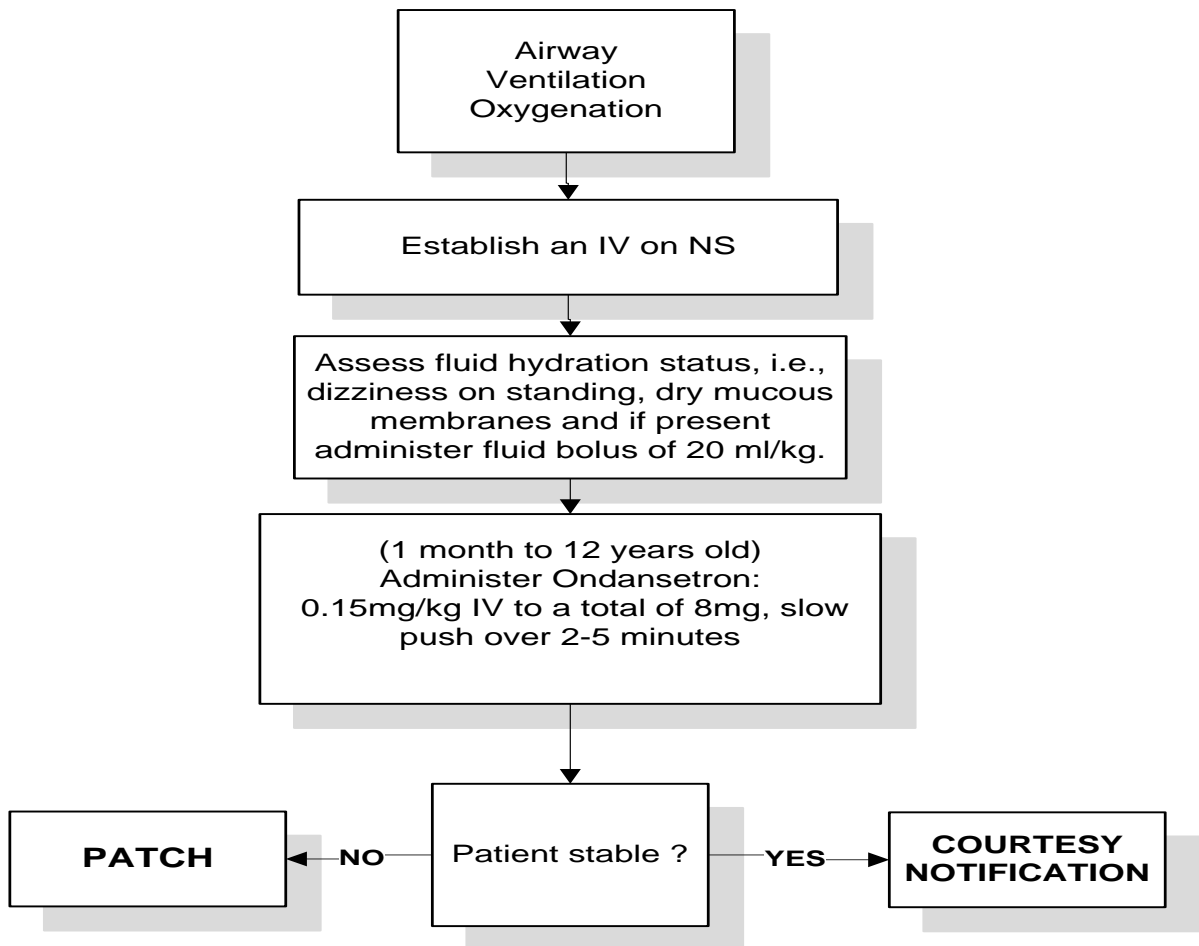 Airway
Ventilation
Oxygenation
Establish an IV on NS
Assess fluid hydration status, i.e.,
dizziness on standing, dry mucous
membranes and if present
administer fluid bolus of 20 ml/kg.
(1 month to 12 years old)
Administer Ondansetron:
0.15mg/kg IV to a total of 8mg, slow
push over 2-5 minutes
Patient stable ?
NO
PATCH
YES
COURTESY
NOTIFICATION